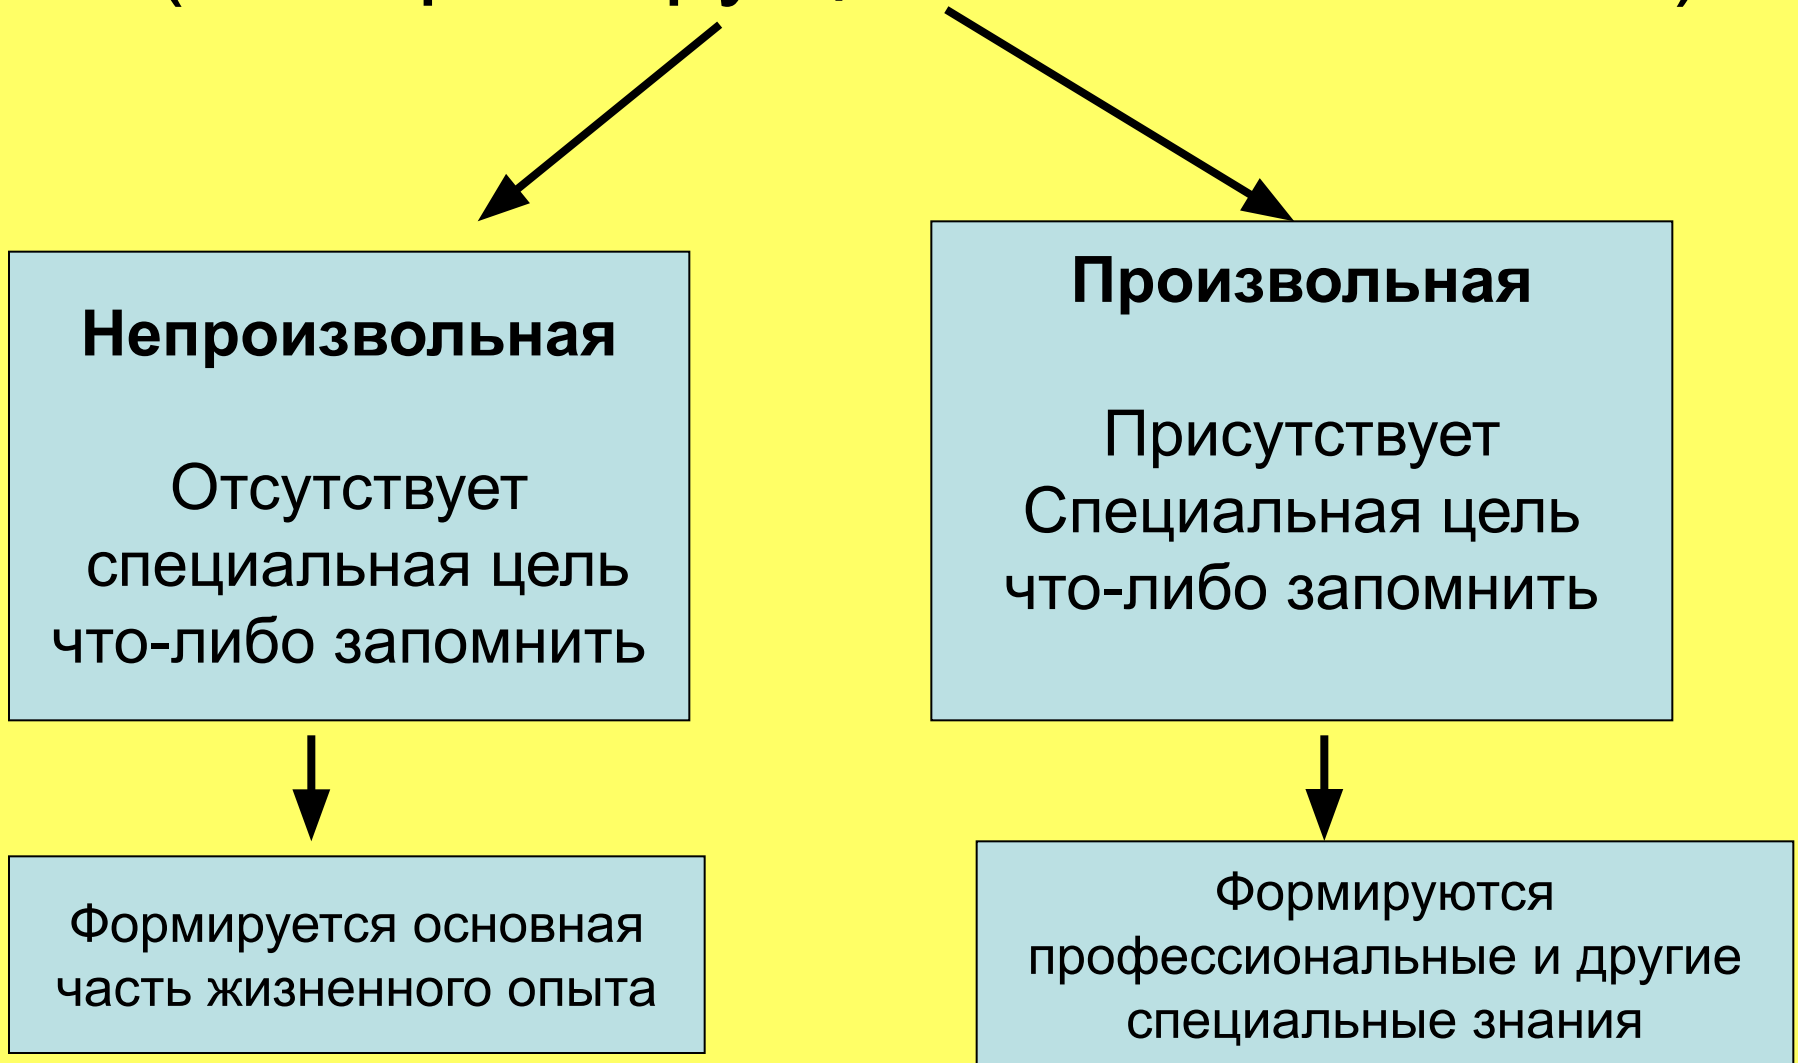 Непроизвольная
Отсутствует
специальная цель
что-либо запомнить
Произвольная
Присутствует
Специальная цель
что-либо запомнить
Формируется основная
часть жизненного опыта
Формируются
профессиональные и другие
специальные знания